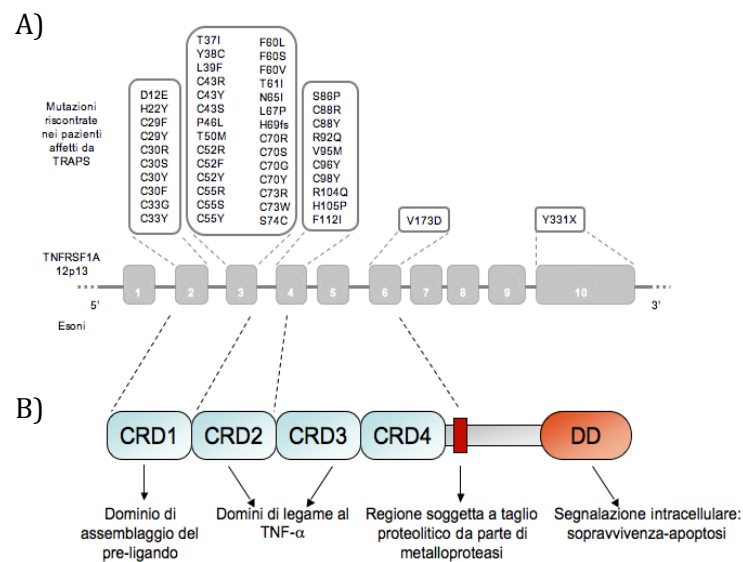 A)
Mutazioni
riscontrate
nei pazienti
affetti da
TRAPS
D12E
H22Y
C29F
C29Y
C30R
C30S
C30Y
C30F
C33G
C33Y
T37I
Y38C
L39F
C43R
C43Y
C43S
P46L
T50M
C52R
C52F
C52Y
C55R
C55S
C55Y
F60L
F60S
F60V
T61I
N65I
L67P
H69fs
C70R
C70S
C70G
C70Y
C73R
C73W
S74C
S86P
C88R
C88Y
R92Q
V95M
C96Y
C98Y
R104Q
H105P
F112I
V173D
Y331X
TNFRSF1A
12p13
1
2
3
4
5
6
7
8
9
10
5'
3'
Esoni
B)
CRD1
CRD2
CRD3
CRD4
DD
Dominio di
assemblaggio del
pre-ligando
Domini di legame al
TNF-α
Regione soggetta a taglio
proteolitico da parte di
metalloproteasi
Segnalazione intracellulare:
sopravvivenza-apoptosi